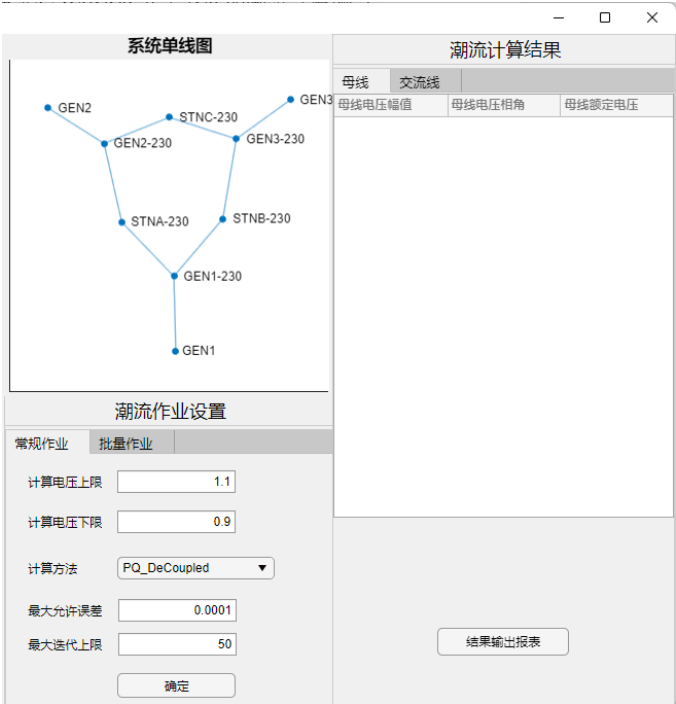 系统单线图
GEN2
STNC-230
GEN3
GEN2-230
GEN3-230
STNA-230
STNB-230
GEN1-230
GEN1
潮流作业设置
常规作业 批量作业
计算电压上限 1.1
计算电压下限 0.9
计算方法 PQ_DeCoupled
最大允许误差 0.0001
最大迭代上限 50
确定
潮流计算结果
母线 交流线
母线电压幅值 母线电压相角 母线额定电压
结果输出报表